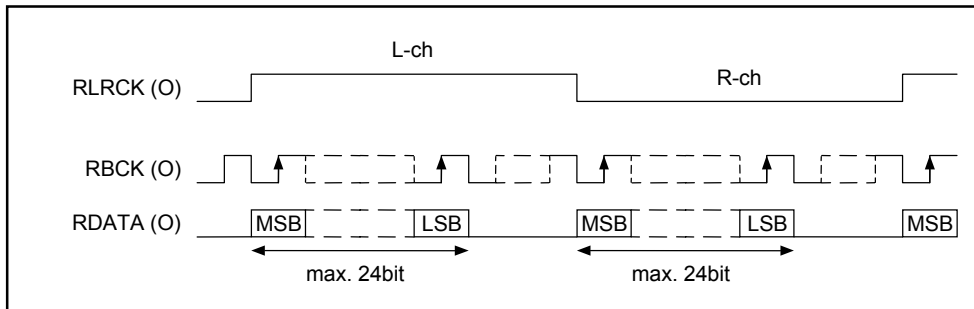 L-ch
RLRCK (O)
R-ch
RBCK (O)
RDATA (O)
MSB
LSB
MSB
LSB
MSB
max. 24bit
max. 24bit